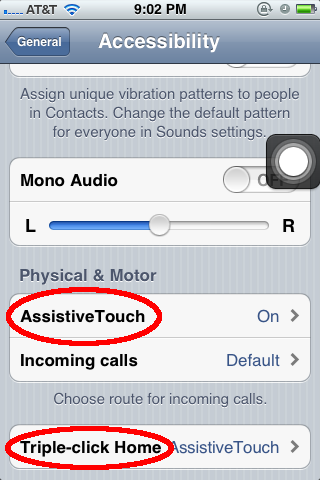 AT&T 9:02 PM
General Accessibility
Assign unique vibration patterns to people
in Contacts. Change the default pattern
for everyone in Sounds settings.
Mono Audio
L R
Physical & Motor
AssistiveTouch On
Incoming calls Default
Choose route for incoming calls.
Triple-click Home AssistiveTouch